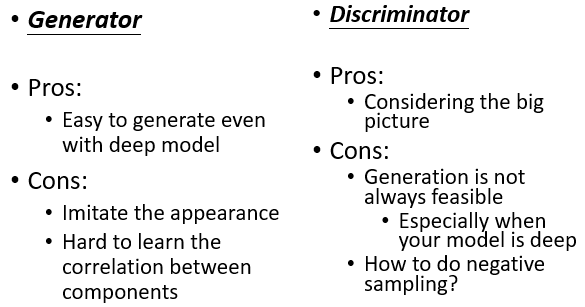 • Generator
• Pros:
• Easy to generate even
with deep model
• Cons:
• Imitate the appearance
• Hard to learn the
correlation between
components
• Discriminator
• Pros:
• Considering the big
picture
• Cons:
• Generation is not
always feasible
• Especially when
your model is deep
• How to do negative
sampling?